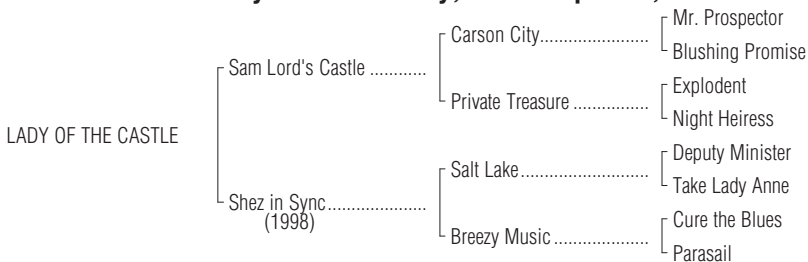 Mr. Prospector
Carson City......................
Blushing Promise
Sam Lord's Castle ............
Explodent
Private Treasure ................
Night Heiress
LADY OF THE CASTLE
Deputy Minister
Salt Lake..........................
Take Lady Anne
Shez in Sync.....................
(1998)
Cure the Blues
Breezy Music ....................
Parasail